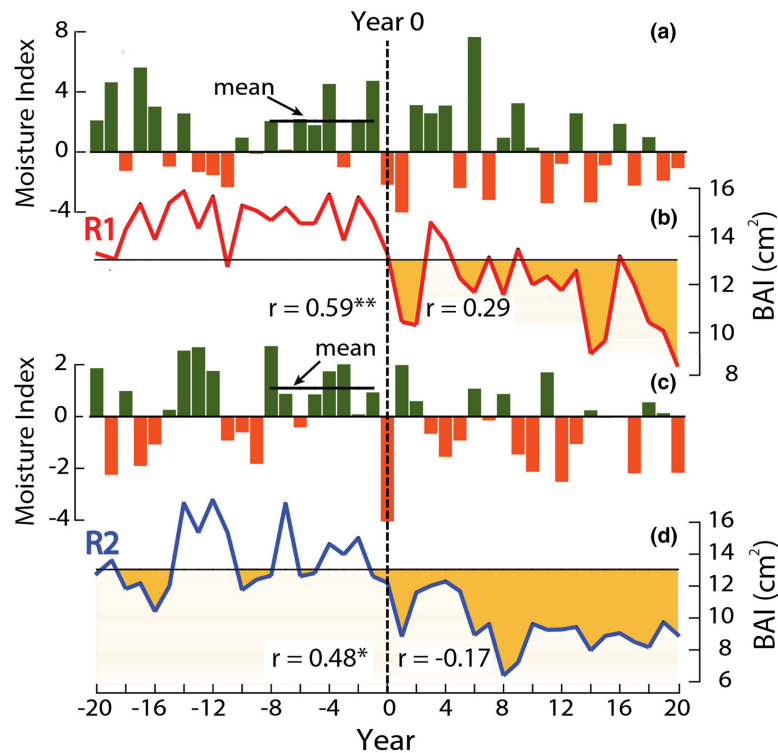 Year 0
(a)
8
4
0
-4
Moisture Index
mean
(b)
R1
16
14
13
12
10
8
BAI (cm²)
r = 0.59**
r = 0.29
(c)
2
0
-2
-4
Moisture Index
mean
(d)
R2
16
14
12
10
8
6
BAI (cm²)
r = 0.48*
r = -0.17
-20 -16 -12 -8 -4 0 4 8 12 16 20
Year